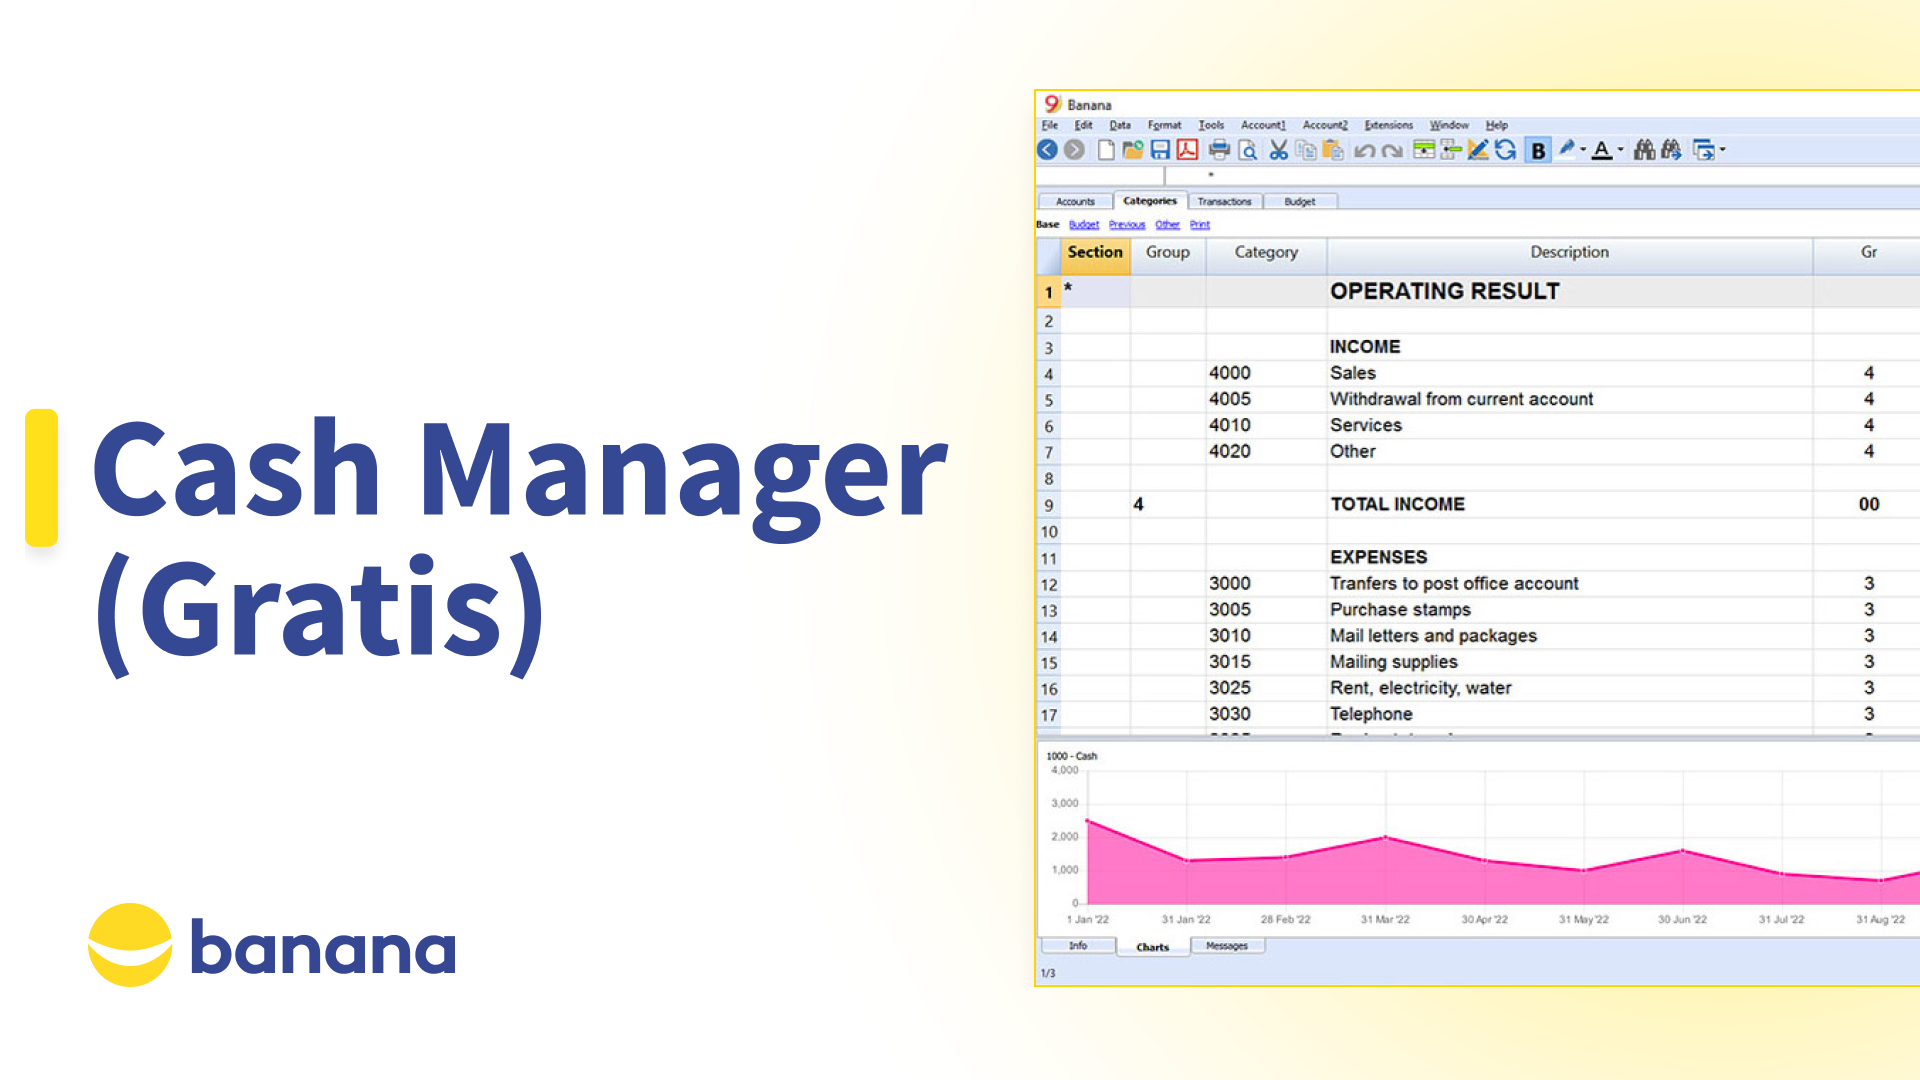 Cash Manager
(Gratis)
banana
Banana
File Edit Data Format Tools Account1 Account2 Extensions Window Help
*
Accounts Categories Transactions Budget
Base Budget Previous Other Print
Section Group Category Description Gr
1 * OPERATING RESULT
2
3 INCOME
4 4000 Sales 4
5 4005 Withdrawal from current account 4
6 4010 Services 4
7 4020 Other 4
8
9 4 TOTAL INCOME 00
10
11 EXPENSES
12 3000 Tranfers to post office account 3
13 3005 Purchase stamps 3
14 3010 Mail letters and packages 3
15 3015 Mailing supplies 3
16 3025 Rent, electricity, water 3
17 3030 Telephone 3
1000 - Cash
4,000
3,000
2,000
1,000
0
1 Jan '22 31 Jan '22 28 Feb '22 31 Mar '22 30 Apr '22 31 May '22 30 Jun '22 31 Jul '22 31 Aug '22
Info Charts Messages
1/3